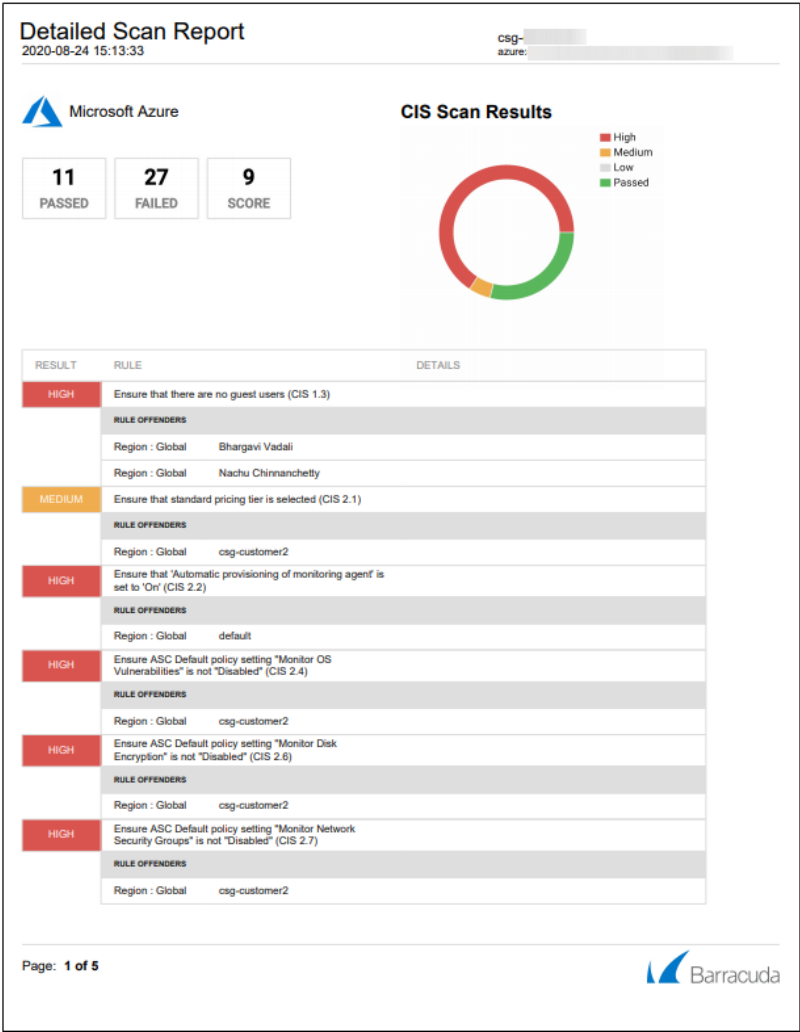 Detailed Scan Report
2020-08-24 15:13:33
csg-
azure:
Microsoft Azure
CIS Scan Results
High
Medium
Low
Passed
11
PASSED
27
FAILED
9
SCORE
RESULT RULE DETAILS
HIGH Ensure that there are no guest users (CIS 1.3)
RULE OFFENDERS
Region : Global Bhargavi Vadali
Region : Global Nachu Chinnanchetty
MEDIUM Ensure that standard pricing tier is selected (CIS 2.1)
RULE OFFENDERS
Region : Global csg-customer2
HIGH Ensure that 'Automatic provisioning of monitoring agent' is
set to 'On' (CIS 2.2)
RULE OFFENDERS
Region : Global default
HIGH Ensure ASC Default policy setting "Monitor OS
Vulnerabilities" is not "Disabled" (CIS 2.4)
RULE OFFENDERS
Region : Global csg-customer2
HIGH Ensure ASC Default policy setting "Monitor Disk
Encryption" is not "Disabled" (CIS 2.6)
RULE OFFENDERS
Region : Global csg-customer2
HIGH Ensure ASC Default policy setting "Monitor Network
Security Groups" is not "Disabled" (CIS 2.7)
RULE OFFENDERS
Region : Global csg-customer2
Page: 1 of 5
Barracuda